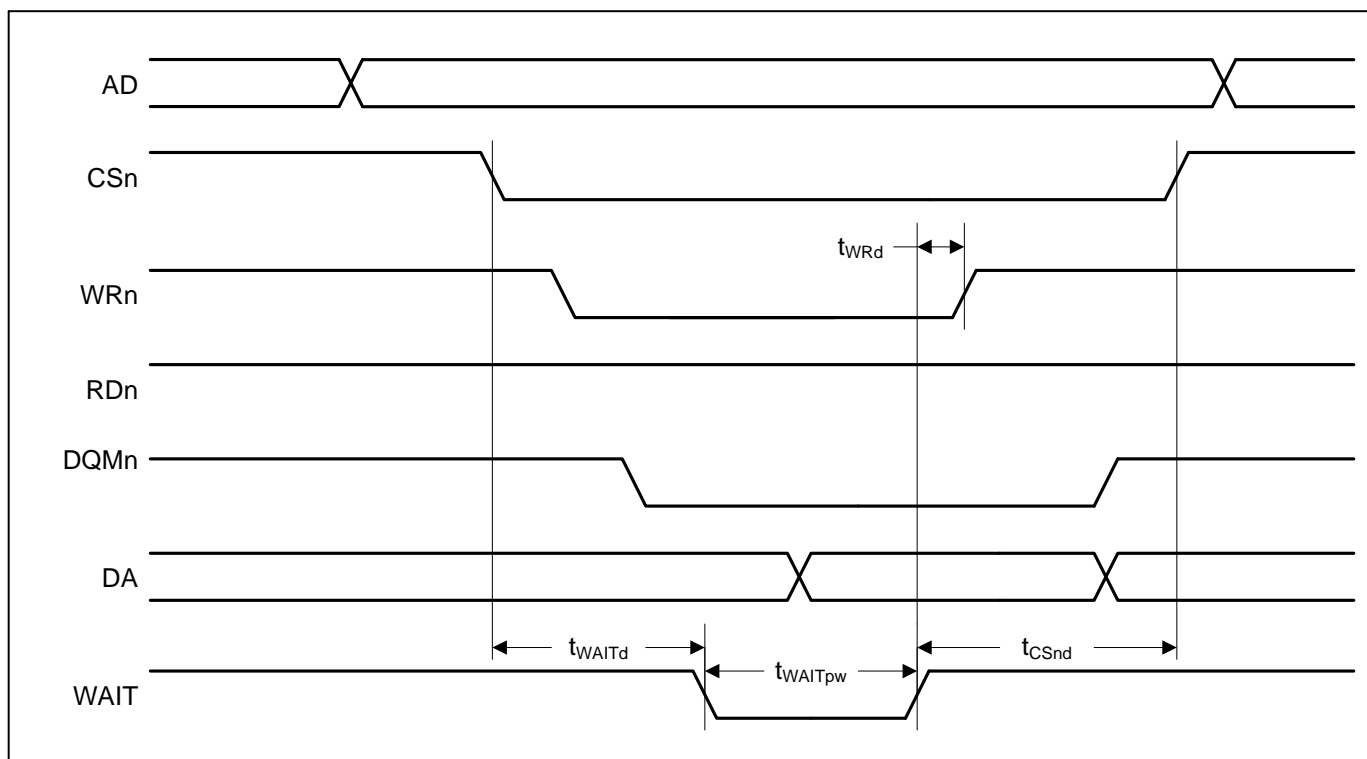 AD
CSn
tWRd
WRn
RDn
DQMn
DA
tWAITd
tCSnd
tWAITpw
WAIT